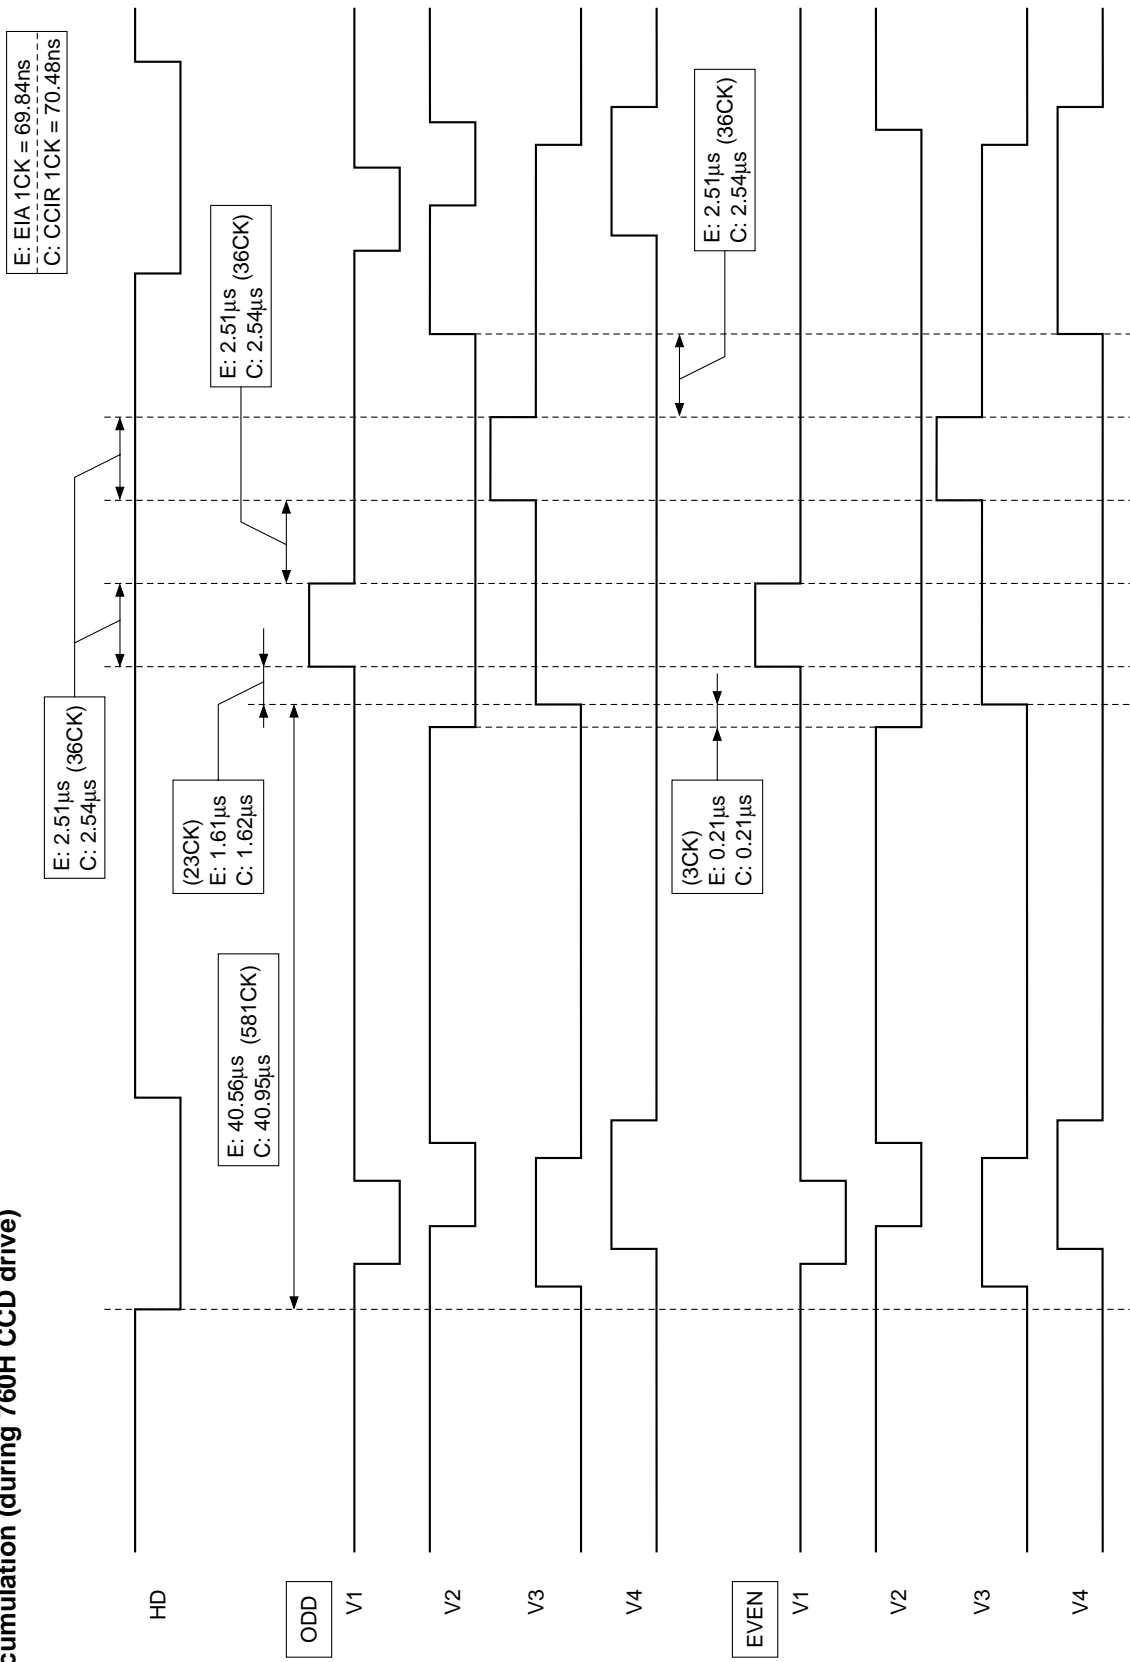 cumulation (during 760H CCD drive)
E: EIA 1CK = 69.84ns
C: CCIR 1CK = 70.48ns
HD
E: 2.51μs (36CK)
C: 2.54μs
(23CK)
E: 1.61μs
C: 1.62μs
E: 2.51μs (36CK)
C: 2.54μs
E: 40.56μs (581CK)
C: 40.95μs
ODD
V1
V2
V3
V4
(3CK)
E: 0.21μs
C: 0.21μs
E: 2.51μs (36CK)
C: 2.54μs
EVEN
V1
V2
V3
V4